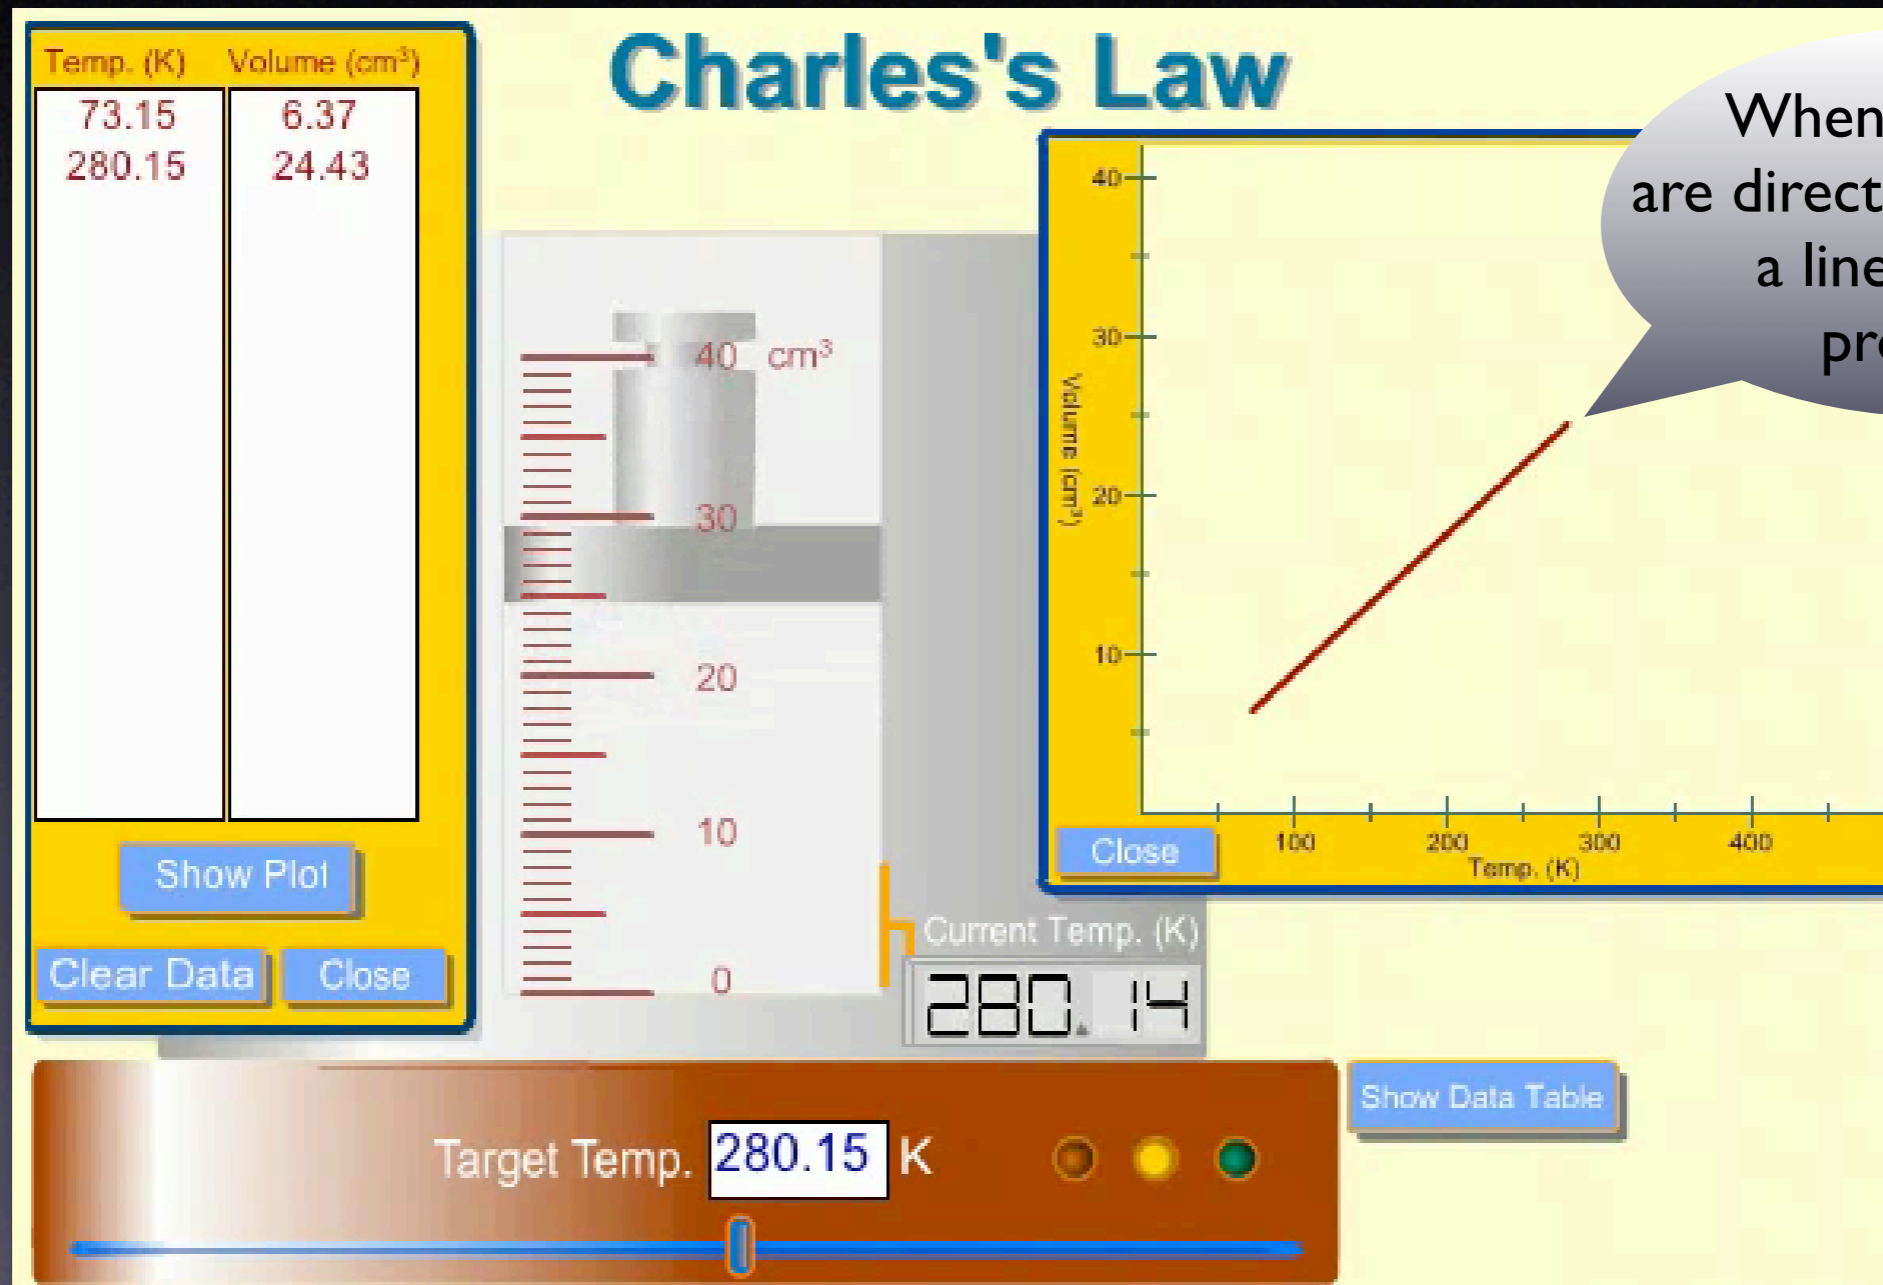 Charles's Law
Temp. (K) Volume (cm³)
73.15 6.37
280.15 24.43
Show Plot
Clear Data Close
40 cm³
30
20
10
0
Current Temp. (K)
280.14
When
are direct
a line
pr
40
30
20
10
Volume (cm³)
100 200 300 400
Temp. (K)
Close
Target Temp. 280.15 K
Show Data Table